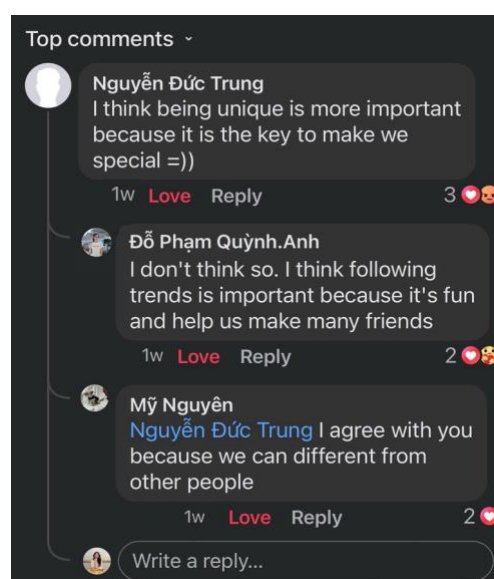 Top comments
Nguyễn Đức Trung
I think being unique is more important
because it is the key to make we
special =))
1w Love Reply 3
Đỗ Phạm Quỳnh.Anh
I don't think so. I think following
trends is important because it's fun
and help us make many friends
1w Love Reply 2
Mỹ Nguyên
Nguyễn Đức Trung I agree with you
because we can different from
other people
1w Love Reply 2
Write a reply...